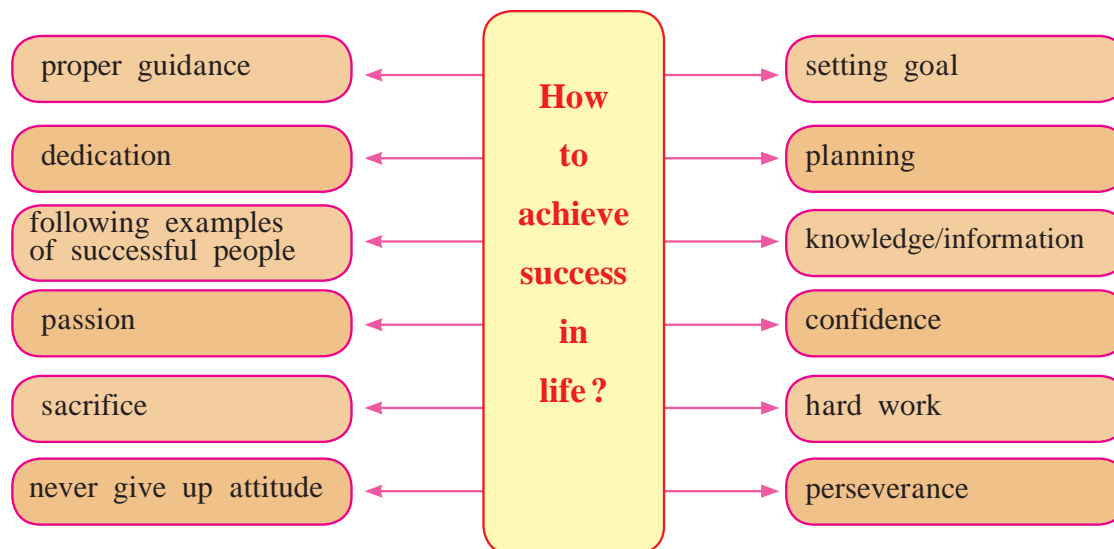 How
to
achieve
success
in
life?
proper guidance
dedication
following examples
of successful people
passion
sacrifice
never give up attitude
setting goal
planning
knowledge/information
confidence
hard work
perseverance